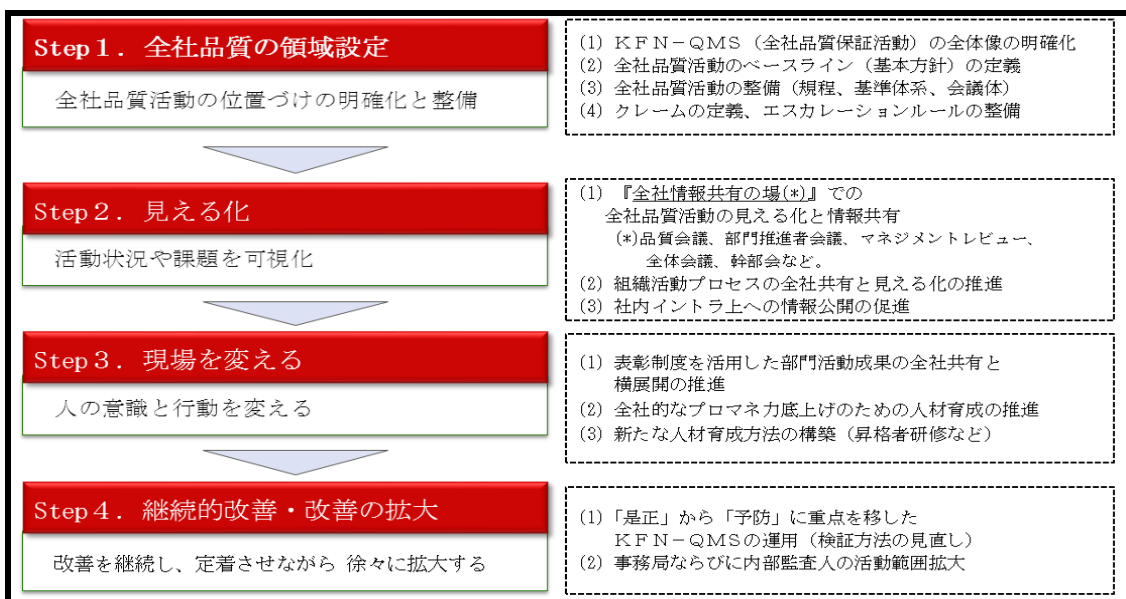 Step１．全社品質の領域設定
全社品質活動の位置づけの明確化と整備
(1) ＫＦＮ－ＱＭＳ（全社品質保証活動）の全体像の明確化
(2) 全社品質活動のベースライン（基本方針）の定義
(3) 全社品質活動の整備（規程、基準体系、会議体）
(4) クレームの定義、エスカレーションルールの整備
Step２．見える化
活動状況や課題を可視化
(1) 『全社情報共有の場(*)』での
全社品質活動の見える化と情報共有
(*)品質会議、部門推進者会議、マネジメントレビュー、
全体会議、幹部会など。
(2) 組織活動プロセスの全社共有と見える化の推進
(3) 社内イントラ上への情報公開の促進
Step３．現場を変える
人の意識と行動を変える
(1) 表彰制度を活用した部門活動成果の全社共有と
横展開の推進
(2) 全社的なプロマネ力底上げのための人材育成の推進
(3) 新たな人材育成方法の構築（昇格者研修など）
Step４．継続的改善・改善の拡大
改善を継続し、定着させながら 徐々に拡大する
(1) 「是正」から「予防」に重点を移した
ＫＦＮ－ＱＭＳの運用（検証方法の見直し）
(2) 事務局ならびに内部監査人の活動範囲拡大